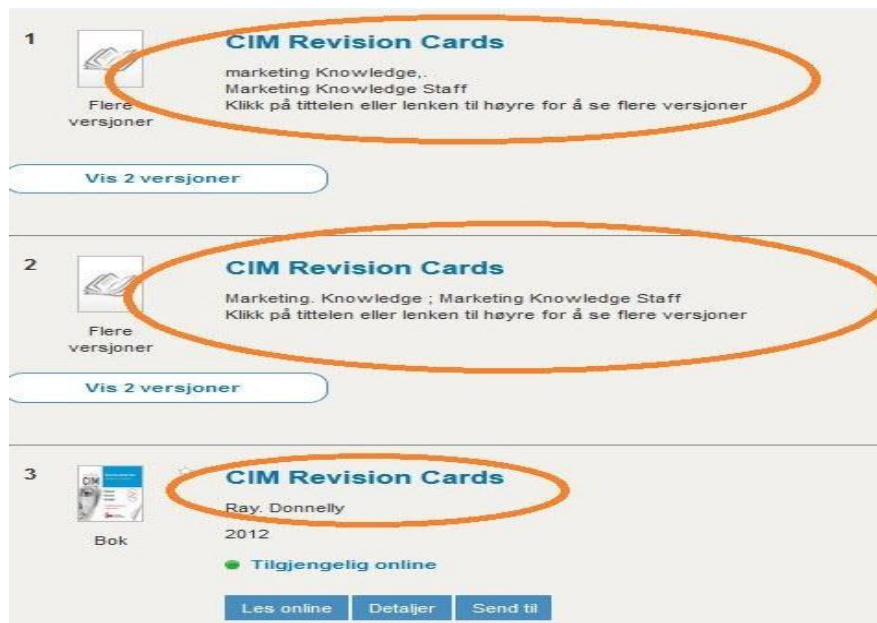 1
CIM Revision Cards
marketing Knowledge,.
Marketing Knowledge Staff
Klikk på tittelen eller lenken til høyre for å se flere versjoner
Flere
versjoner
Vis 2 versjoner
2
CIM Revision Cards
Marketing. Knowledge ; Marketing Knowledge Staff
Klikk på tittelen eller lenken til høyre for å se flere versjoner
Flere
versjoner
Vis 2 versjoner
3
CIM
Bok
CIM Revision Cards
Ray. Donnelly
2012
Tilgjengelig online
Les online Detaljer Send til